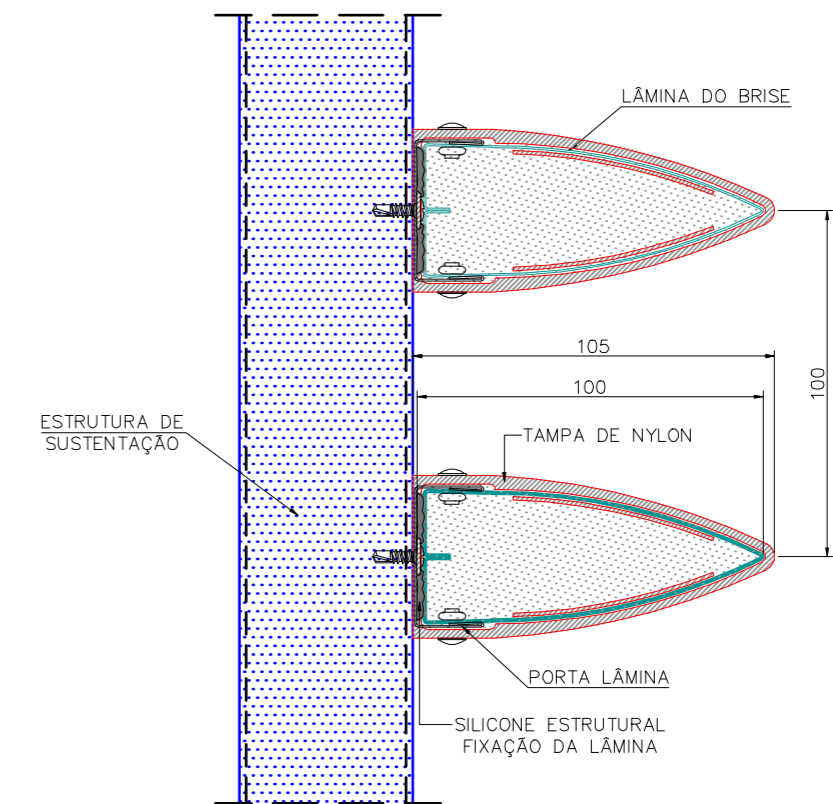 LÂMINA DO BRISE
105
100
100
ESTRUTURA DE
SUSTENTAÇÃO
TAMPA DE NYLON
PORTA LÂMINA
SILICONE ESTRUTURAL
FIXAÇÃO DA LÂMINA